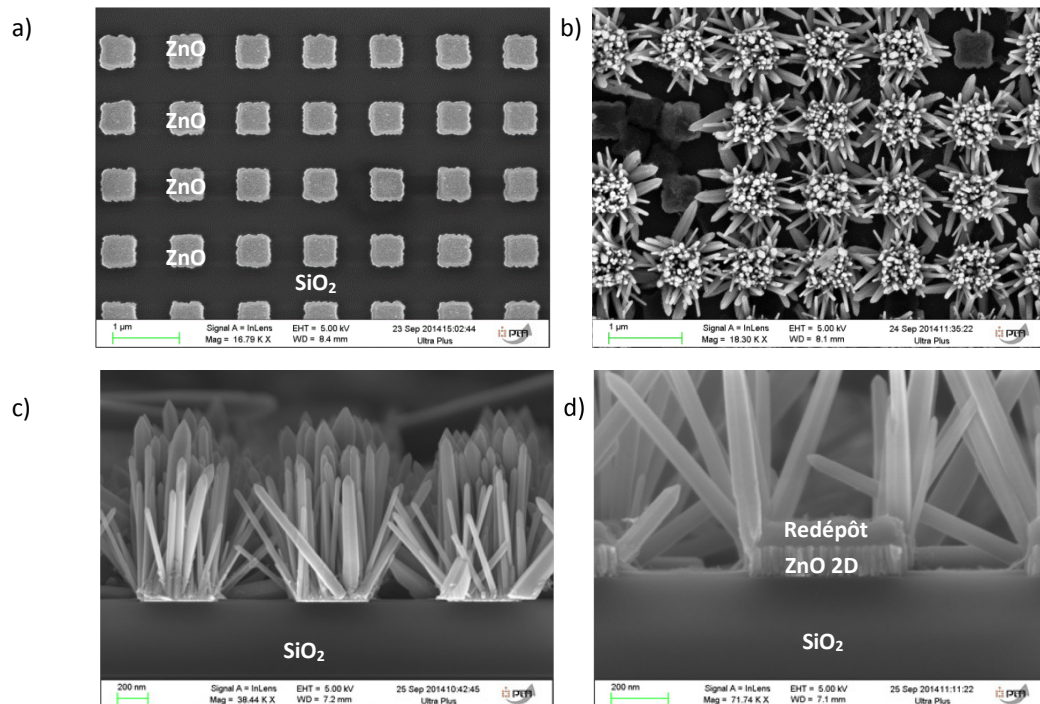 a)
ZnO
ZnO
ZnO
ZnO
SiO₂
1 µm
Signal A = InLens EHT = 5.00 kV 23 Sep 2014 15:02:44
Mag = 16.79 K X WD = 8.4 mm Ultra Plus
b)
1 µm
Signal A = InLens EHT = 5.00 kV 24 Sep 2014 11:35:22
Mag = 18.30 K X WD = 8.1 mm Ultra Plus
c)
SiO₂
200 nm
Signal A = InLens EHT = 5.00 kV 25 Sep 2014 10:42:45
Mag = 38.44 K X WD = 7.2 mm Ultra Plus
d)
Redépôt
ZnO 2D
SiO₂
200 nm
Signal A = InLens EHT = 5.00 kV 25 Sep 2014 11:11:22
Mag = 71.74 K X WD = 7.1 mm Ultra Plus